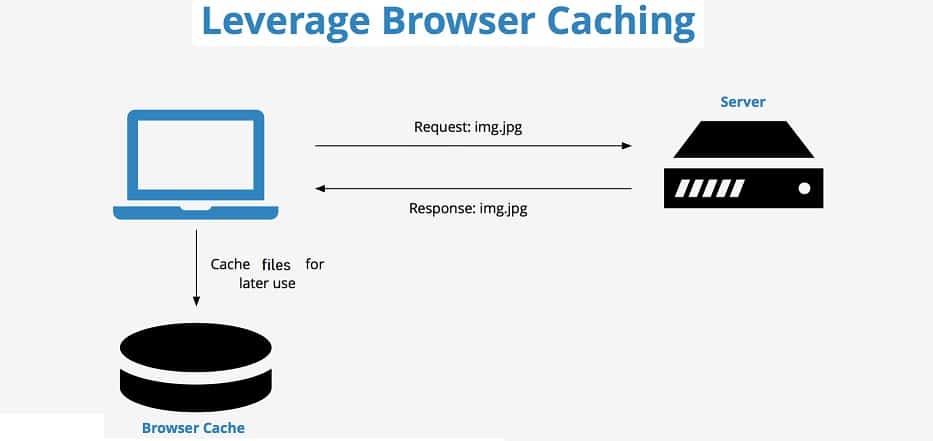 Leverage Browser Caching
Server
Request: img.jpg
Response: img.jpg
Cache files for
later use
Browser Cache